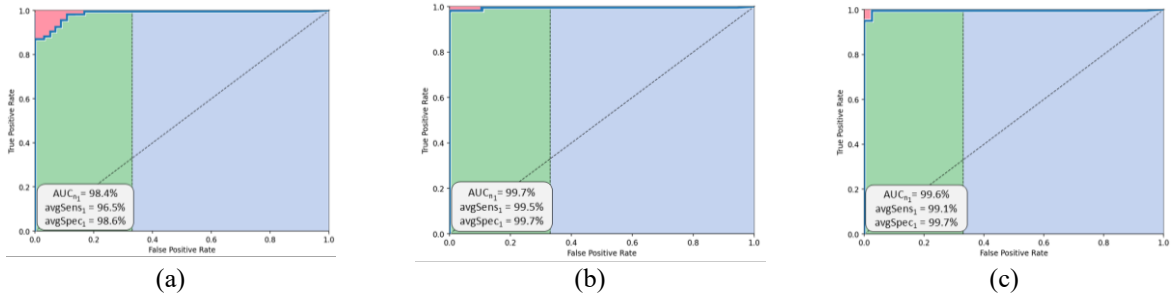 1.0
0.8
0.6
0.4
0.2
0.0
True Positive Rate
AUCn1= 98.4%
avgSens1= 96.5%
avgSpec1= 98.6%
0.0 0.2 0.4 0.6 0.8 1.0
False Positive Rate
(a)
1.0
0.8
0.6
0.4
0.2
0.0
True Positive Rate
AUCn1= 99.7%
avgSens1= 99.5%
avgSpec1= 99.7%
0.0 0.2 0.4 0.6 0.8 1.0
False Positive Rate
(b)
1.0
0.8
0.6
0.4
0.2
0.0
True Positive Rate
AUCn1= 99.6%
avgSens1= 99.1%
avgSpec1= 99.7%
0.0 0.2 0.4 0.6 0.8 1.0
False Positive Rate
(c)